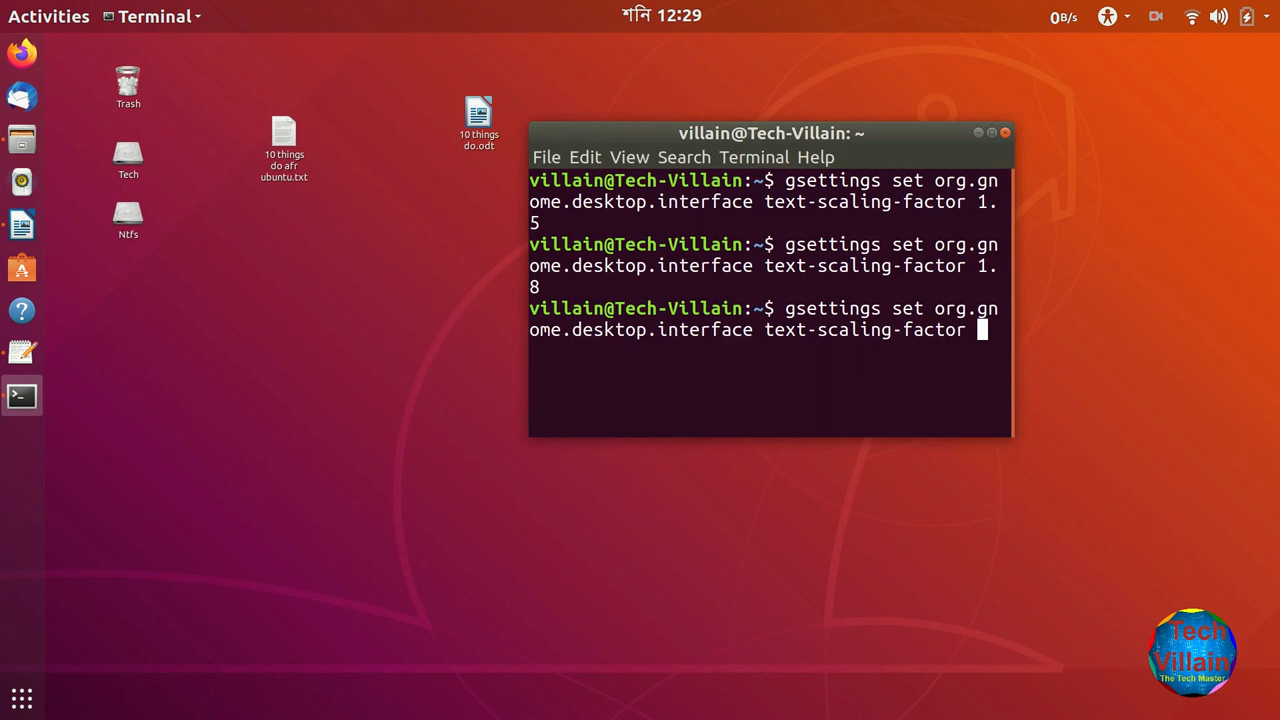 Activities
Terminal
শনি 12:29
0B/s
Trash
Tech
Ntfs
10 things
do afr
ubuntu.txt
10 things
do.odt
villain@Tech-Villain: ~
File Edit View Search Terminal Help
villain@Tech-Villain:~$ gsettings set org.gn
ome.desktop.interface text-scaling-factor 1.
5
villain@Tech-Villain:~$ gsettings set org.gn
ome.desktop.interface text-scaling-factor 1.
8
villain@Tech-Villain:~$ gsettings set org.gn
ome.desktop.interface text-scaling-factor
Tech
Villain
The Tech Master